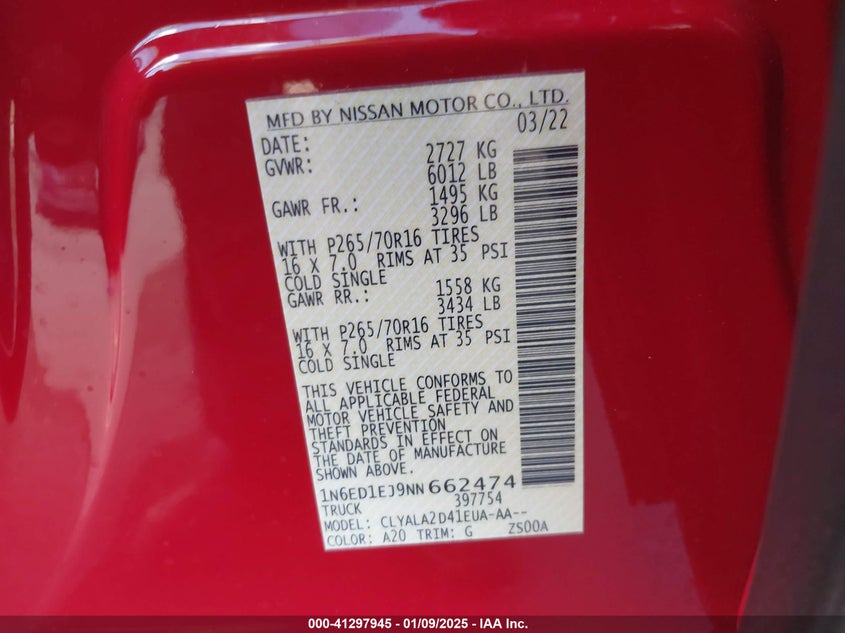 MFD BY NISSAN MOTOR CO., LTD.
DATE: 03/22
GVWR: 2727 KG
6012 LB
GAWR FR.: 1495 KG
3296 LB
WITH P265/70R16 TIRES
16 X 7.0 RIMS AT 35 PSI
COLD SINGLE
GAWR RR.: 1558 KG
3434 LB
WITH P265/70R16 TIRES
16 X 7.0 RIMS AT 35 PSI
COLD SINGLE
THIS VEHICLE CONFORMS TO
ALL APPLICABLE FEDERAL
MOTOR VEHICLE SAFETY AND
THEFT PREVENTION
STANDARDS IN EFFECT ON
THE DATE OF MANUFACTURE
SHOWN ABOVE.
1N6ED1EJ9NN662474
TRUCK 397754
MODEL: CLYALA2D41EUA-AA--
COLOR: A20 TRIM: G ZS00A
000-41297945 - 01/09/2025 - IAA Inc.